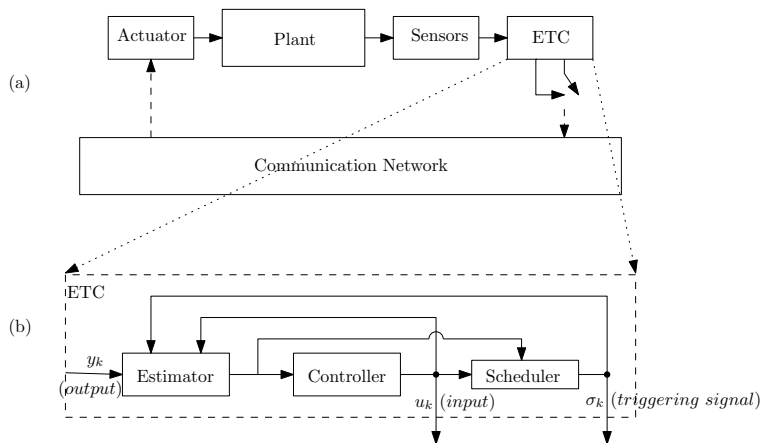 Actuator
Plant
Sensors
ETC
(a)
Communication Network
ETC
(b)
y_k
(output)
Estimator
Controller
Scheduler
u_k (input)
σ_k (triggering signal)